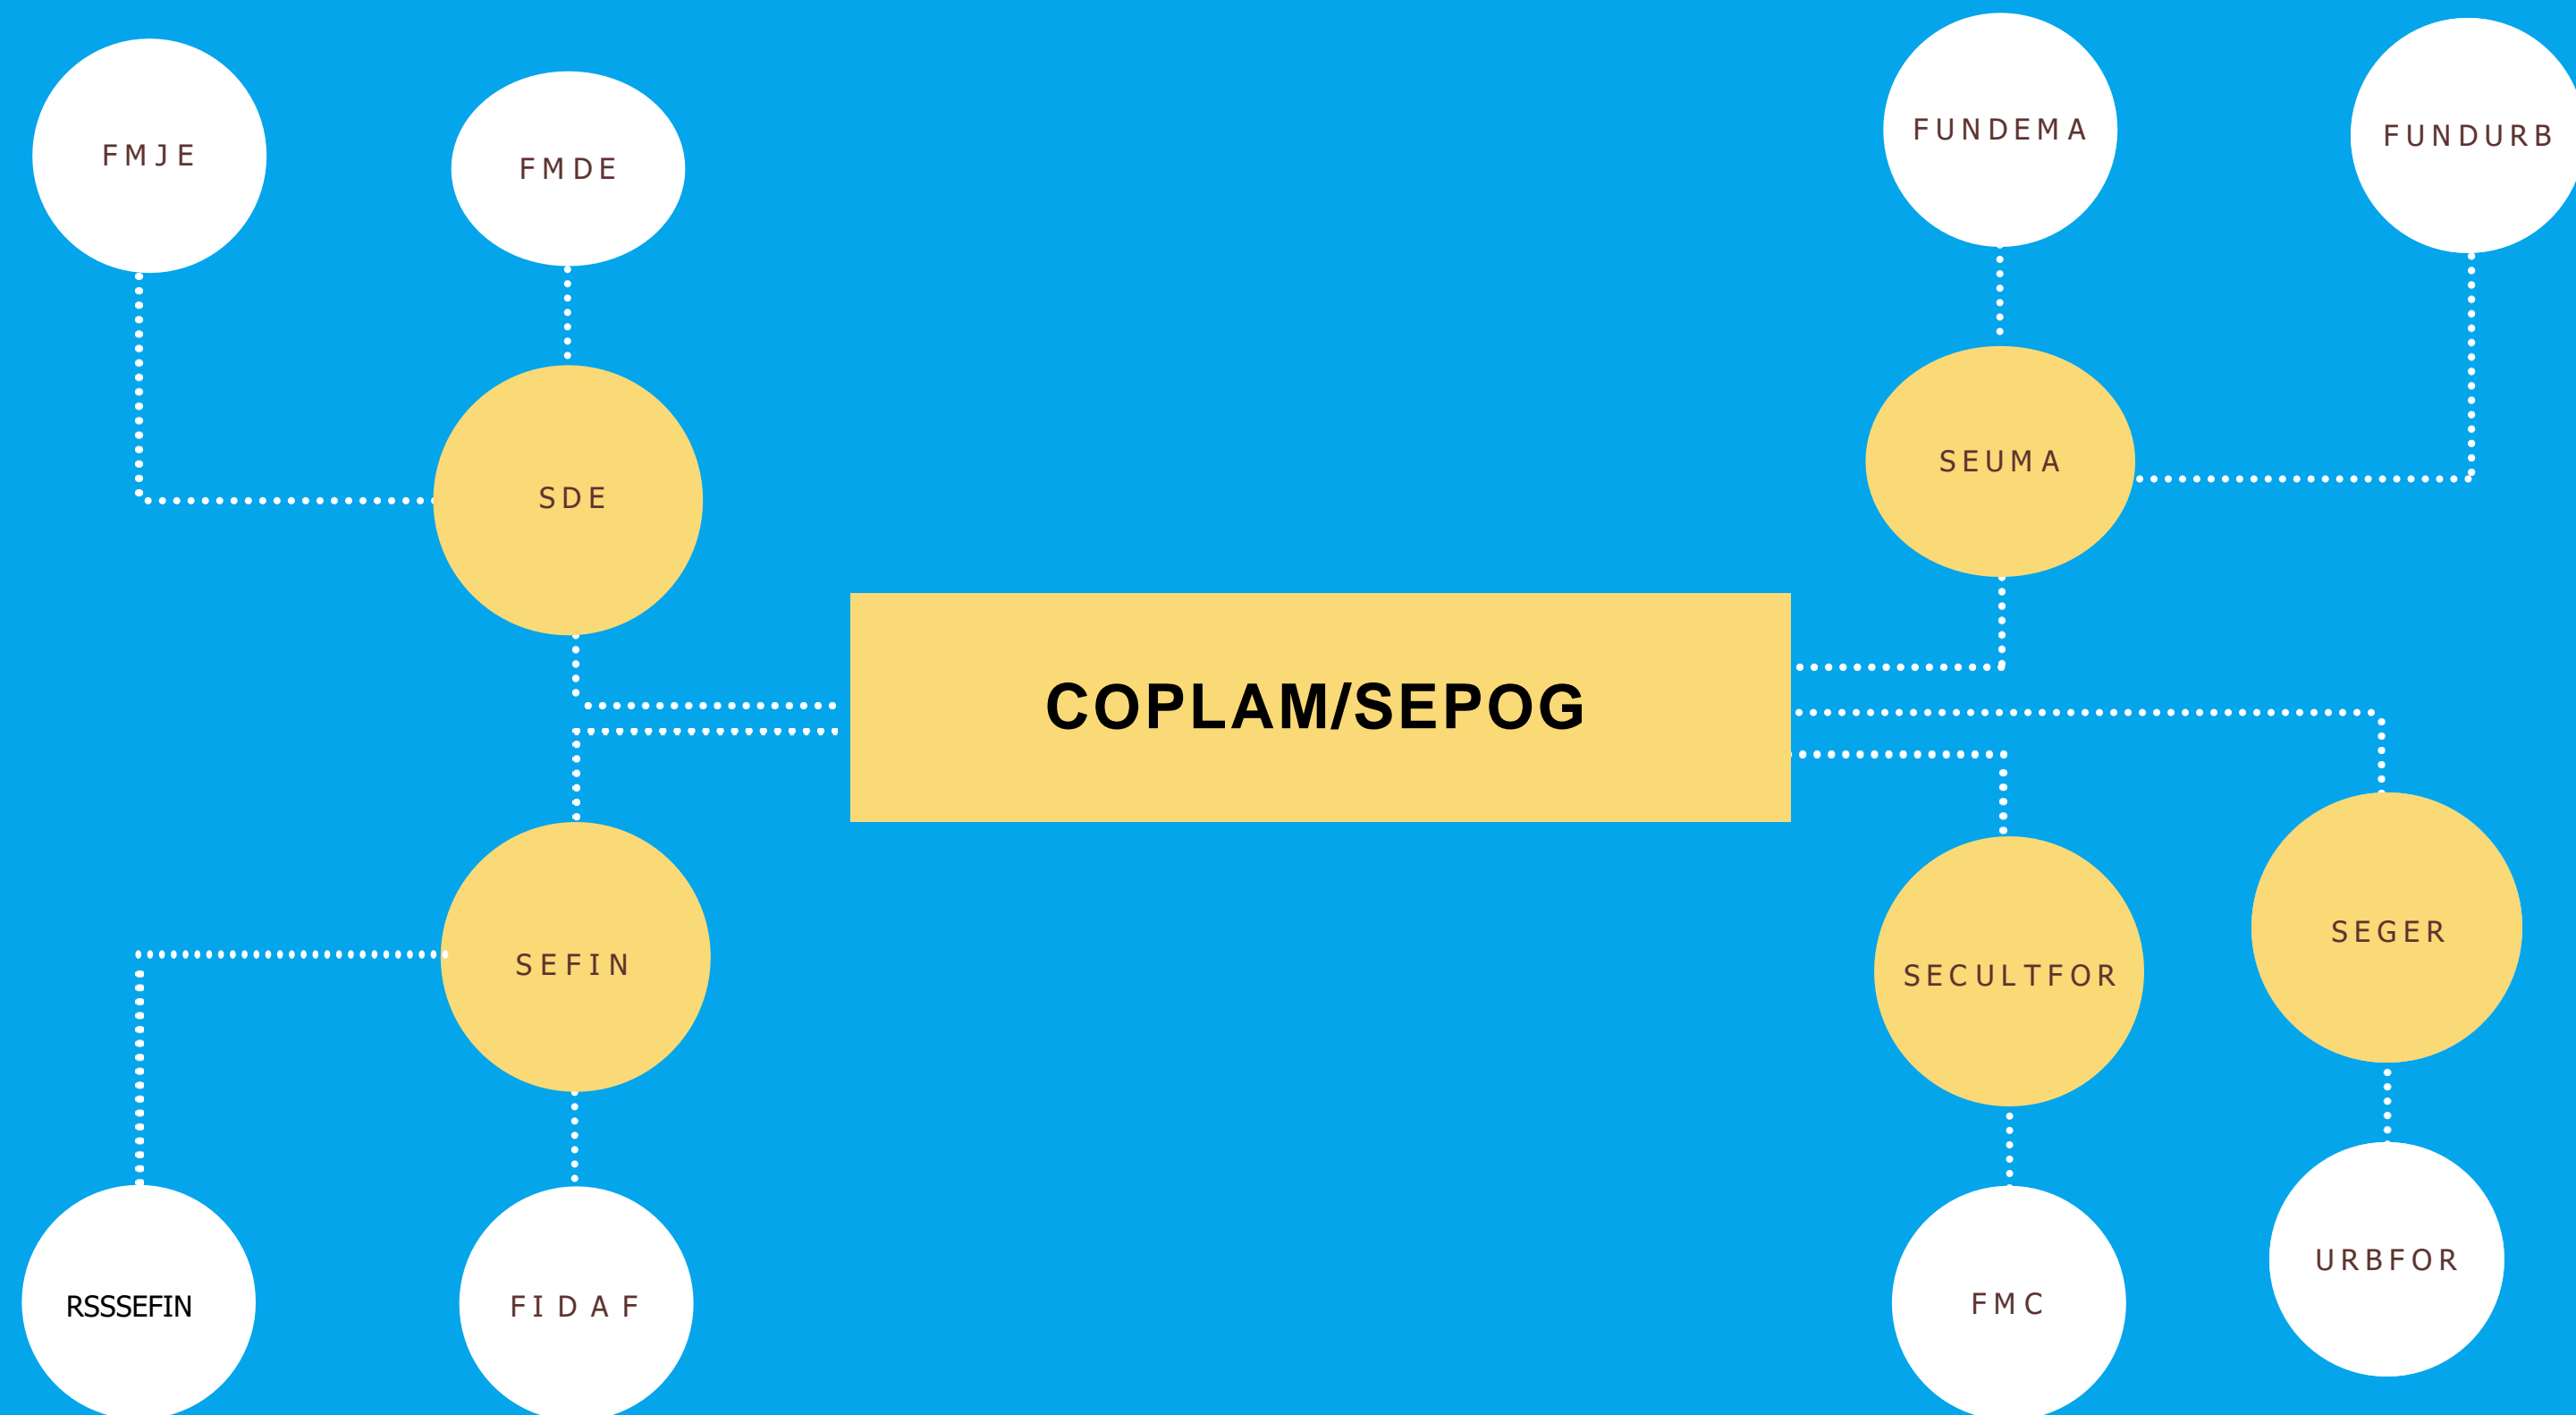 FMJE
FMDE
FUNDEMA
FUNDURB
SDE
SEUMA
COPLAM/SEPOG
SEFIN
SECULTFOR
SEGER
RSSSEFIN
FIDAF
FMC
URBFOR